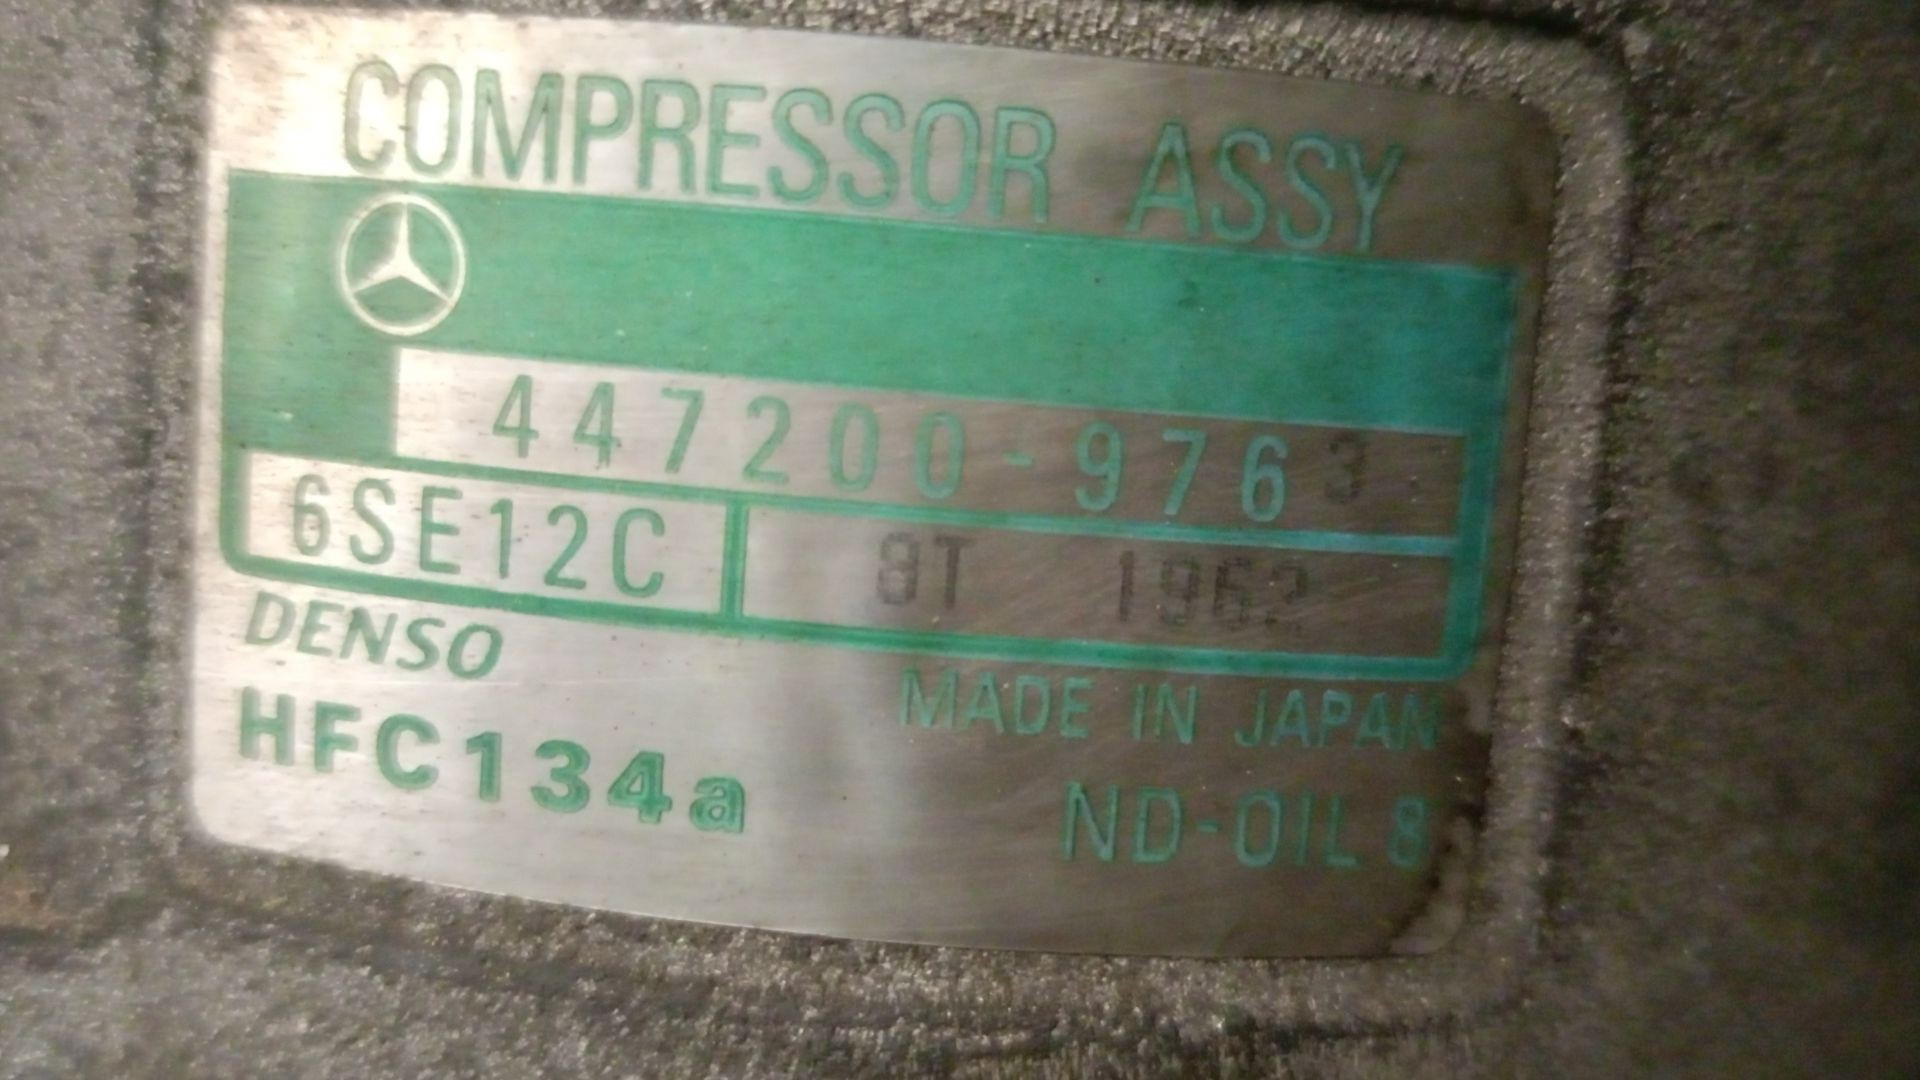 COMPRESSOR ASSY
447200-9763
6SE12C 8T 1962
DENSO
MADE IN JAPAN
HFC134a
ND-OIL 8